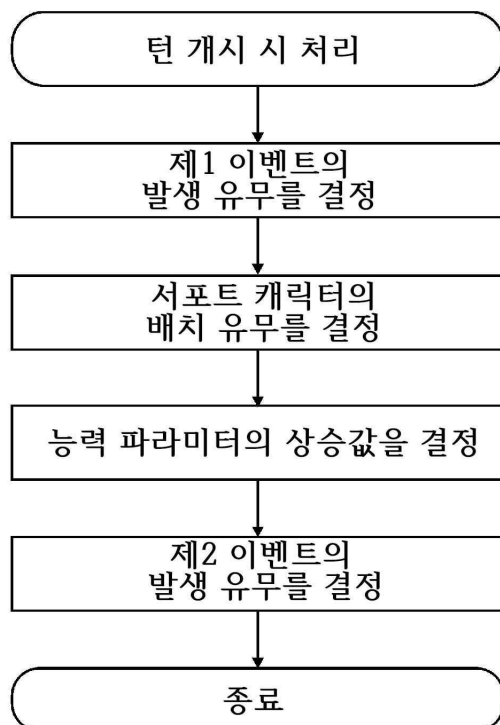 턴 개시 시 처리
제1 이벤트의
발생 유무를 결정
서포트 캐릭터의
배치 유무를 결정
능력 파라미터의 상승값을 결정
제2 이벤트의
발생 유무를 결정
종료